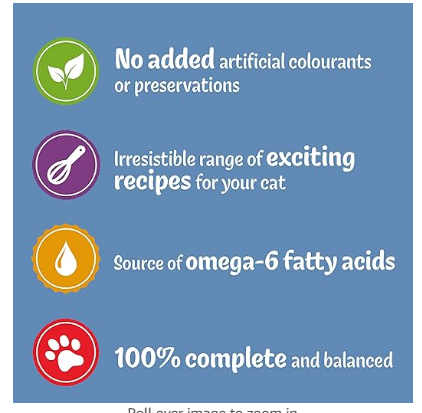 No added artificial colourants
or preservations
Irresistible range of exciting
recipes for your cat
Source of omega-6 fatty acids
100% complete and balanced
Roll over image to zoom in